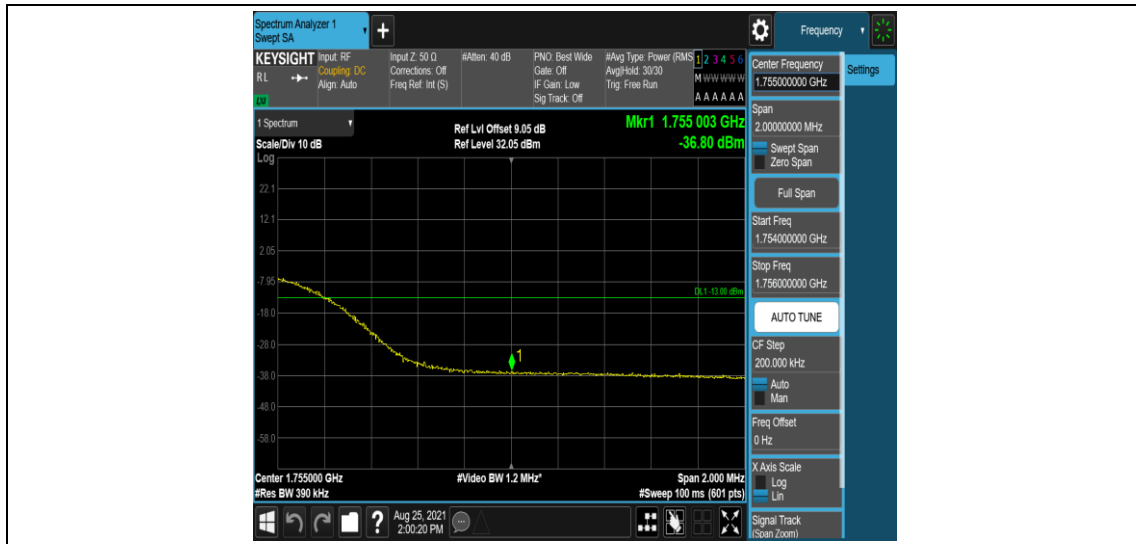 Spectrum Analyzer 1
Swept SA
+
Frequency
KEYSIGHT
RL
LXI
Input: RF
Coupling: DC
Align: Auto
Input Z: 50 Ω
Corrections: Off
Freq Ref: Int (S)
#Atten: 40 dB
PNO: Best Wide
Gate: Off
IF Gain: Low
Sig Track: Off
#Avg Type: Power (RMS
Avg|Hold: 30/30
Trig: Free Run
1 2 3 4 5 6
M W W W W W
A A A A A A
1 Spectrum
Scale/Div 10 dB
Ref Lvl Offset 9.05 dB
Ref Level 32.05 dBm
Mkr1 1.755 003 GHz
-36.80 dBm
Log
22.1
12.1
2.05
-7.95
-18.0
-28.0
-38.0
-48.0
-58.0
DL1 -13.00 dBm
1
Center 1.755000 GHz
#Res BW 390 kHz
#Video BW 1.2 MHz*
Span 2.000 MHz
#Sweep 100 ms (601 pts)
?
Aug 25, 2021
2:00:20 PM
Center Frequency
1.755000000 GHz
Settings
Span
2.00000000 MHz
Swept Span
Zero Span
Full Span
Start Freq
1.754000000 GHz
Stop Freq
1.756000000 GHz
AUTO TUNE
CF Step
200.000 kHz
Auto
Man
Freq Offset
0 Hz
X Axis Scale
Log
Lin
Signal Track
(Span Zoom)